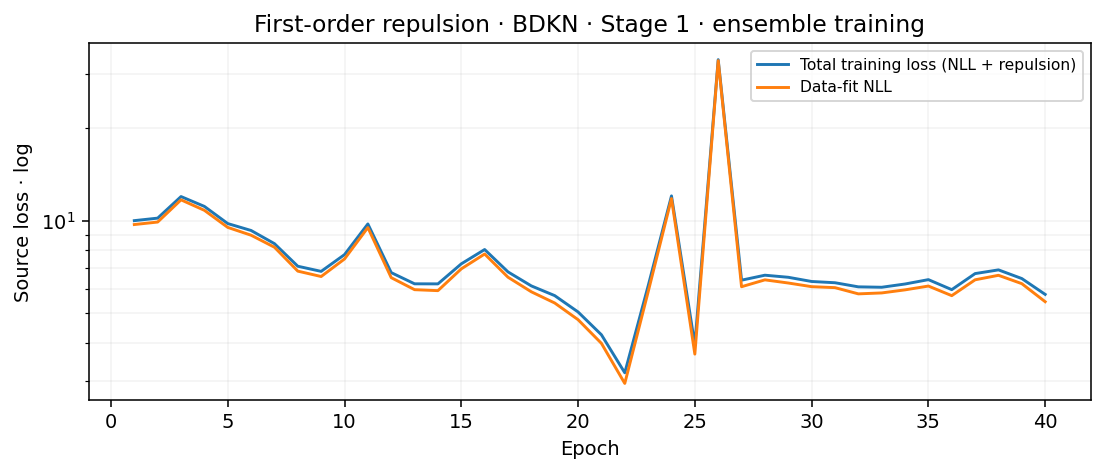 First-order repulsion · BDKN · Stage 1 · ensemble training
Total training loss (NLL + repulsion)
Data-fit NLL
Source loss · log
10¹
0 5 10 15 20 25 30 35 40
Epoch